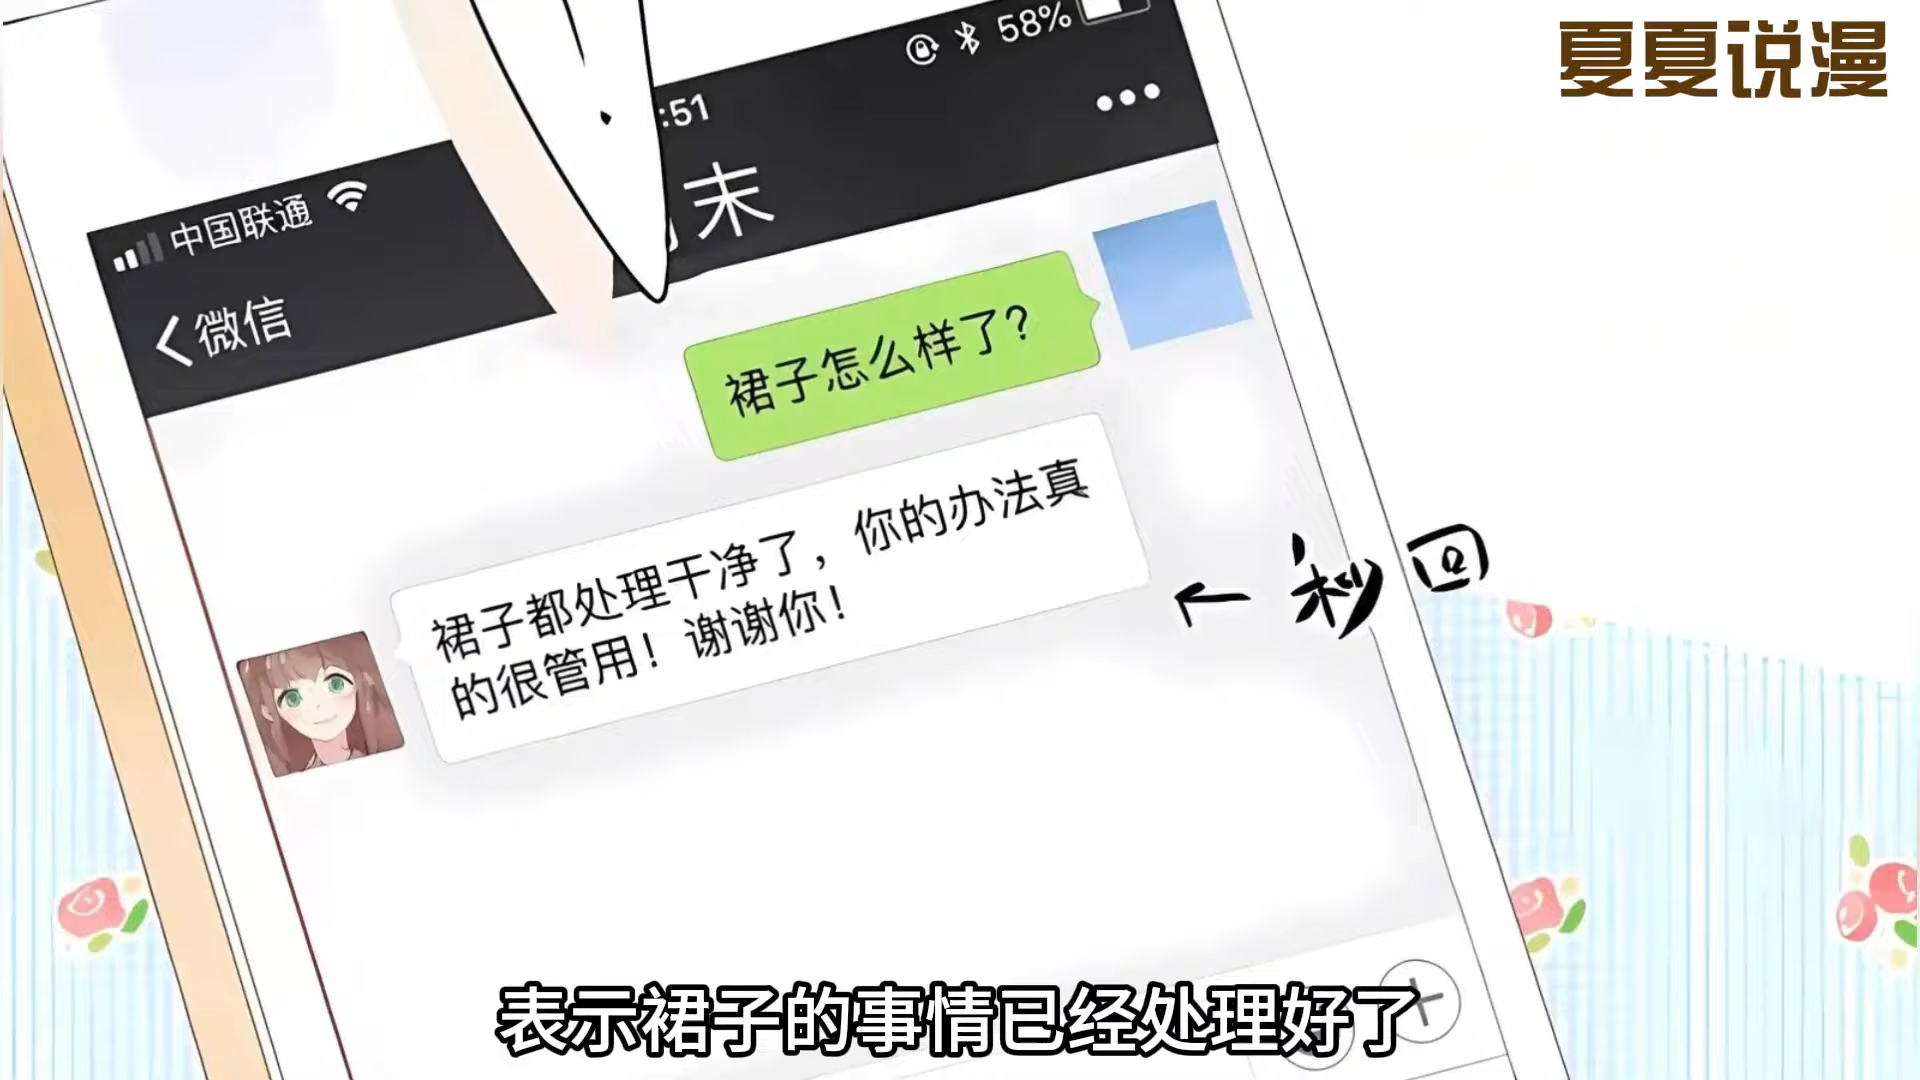 夏夏说漫
58%
:51
中国联通
末
微信
裙子怎么样了?
裙子都处理干净了，你的办法真
的很管用！谢谢你！
←秒回
表示裙子的事情已经处理好了